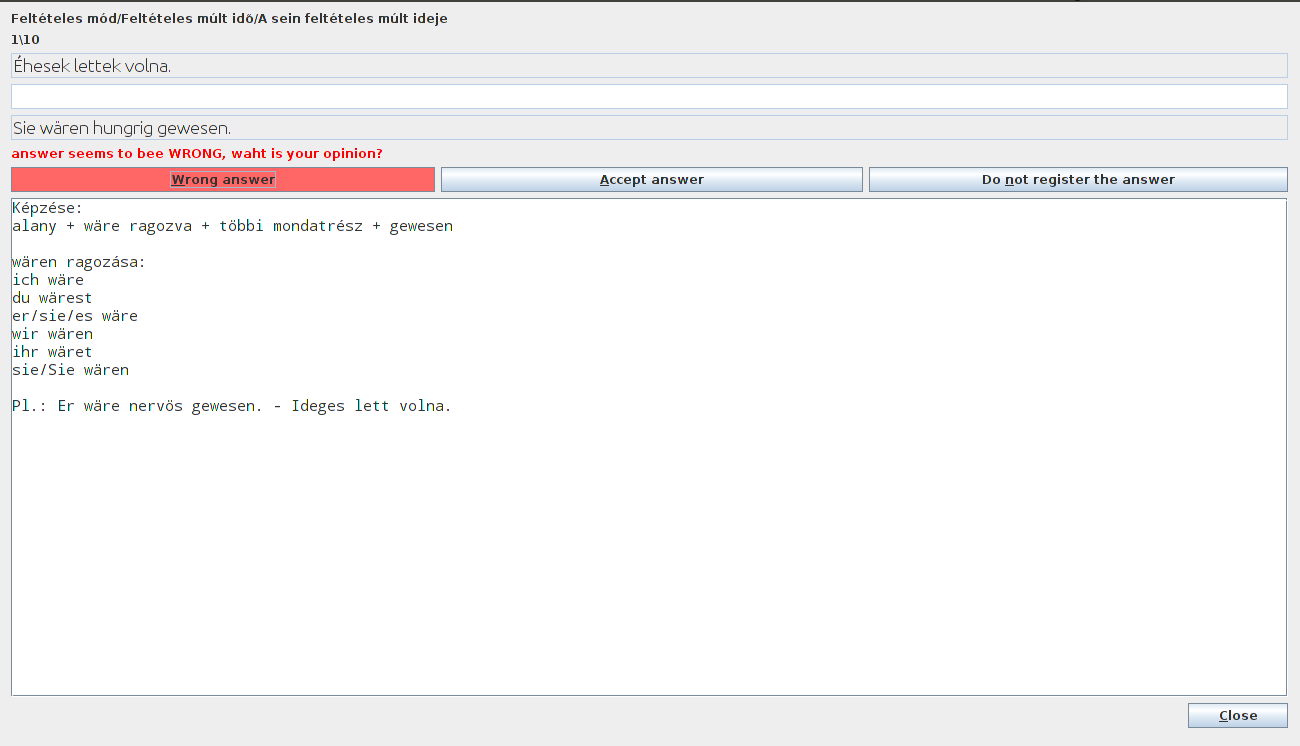 Feltételes mód/Feltételes múlt idő/A sein feltételes múlt ideje
1\10
Éhesek lettek volna.
Sie wären hungrig gewesen.
answer seems to bee WRONG, waht is your opinion?
Wrong answer
Accept answer
Do not register the answer
Képzése:
alany + wäre ragozva + többi mondatrész + gewesen
wären ragozása:
ich wäre
du wärest
er/sie/es wäre
wir wären
ihr wäret
sie/Sie wären
Pl.: Er wäre nervös gewesen. - Ideges lett volna.
Close